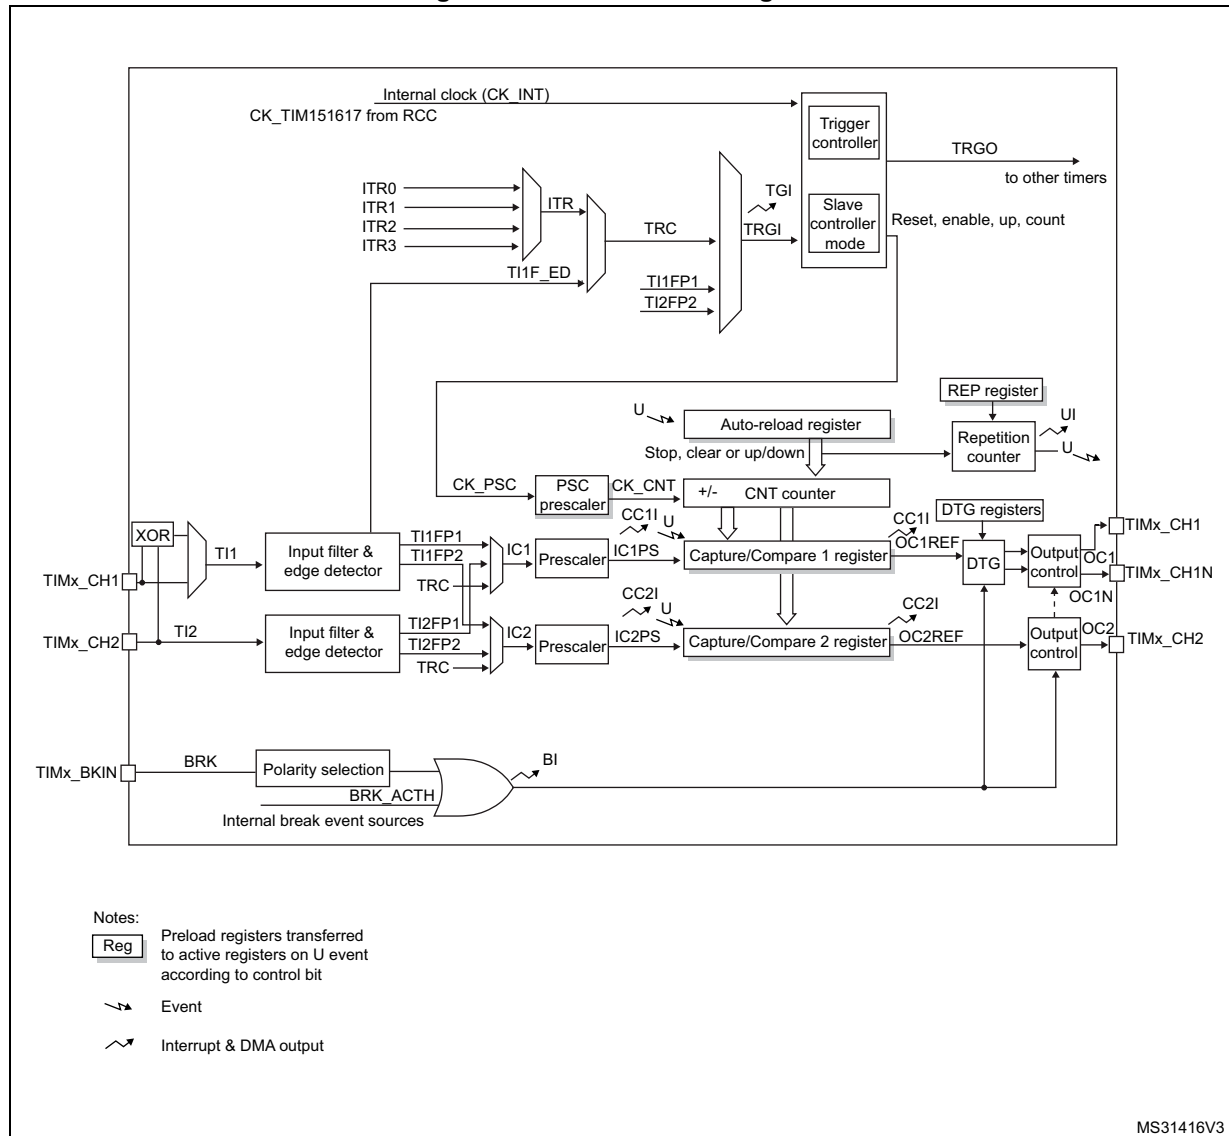 Internal clock (CK_INT)
CK_TIM151617 from RCC
Trigger
controller
TRGO
to other timers
ITR0
ITR1
ITR2
ITR3
ITR
TI1F_ED
TRC
TI1FP1
TI2FP2
TGI
TRGI
Slave
controller
mode
Reset, enable, up, count
REP register
U
Auto-reload register
Stop, clear or up/down
Repetition
counter
UI
U
CK_PSC
PSC
prescaler
CK_CNT
+/-
CNT counter
DTG registers
XOR
TI1
Input filter &
edge detector
TI1FP1
TI1FP2
TRC
IC1
Prescaler
IC1PS
CC1I
U
Capture/Compare 1 register
CC1I
OC1REF
DTG
Output
control
OC1
OC1N
TIMx_CH1
TIMx_CH1N
TIMx_CH1
TIMx_CH2
TI2
Input filter &
edge detector
TI2FP1
TI2FP2
TRC
IC2
Prescaler
IC2PS
CC2I
U
Capture/Compare 2 register
CC2I
OC2REF
Output
control
OC2
TIMx_CH2
TIMx_BKIN
BRK
Polarity selection
BRK_ACTH
Internal break event sources
BI
Notes:
Reg
Preload registers transferred
to active registers on U event
according to control bit
Event
Interrupt & DMA output
MS31416V3